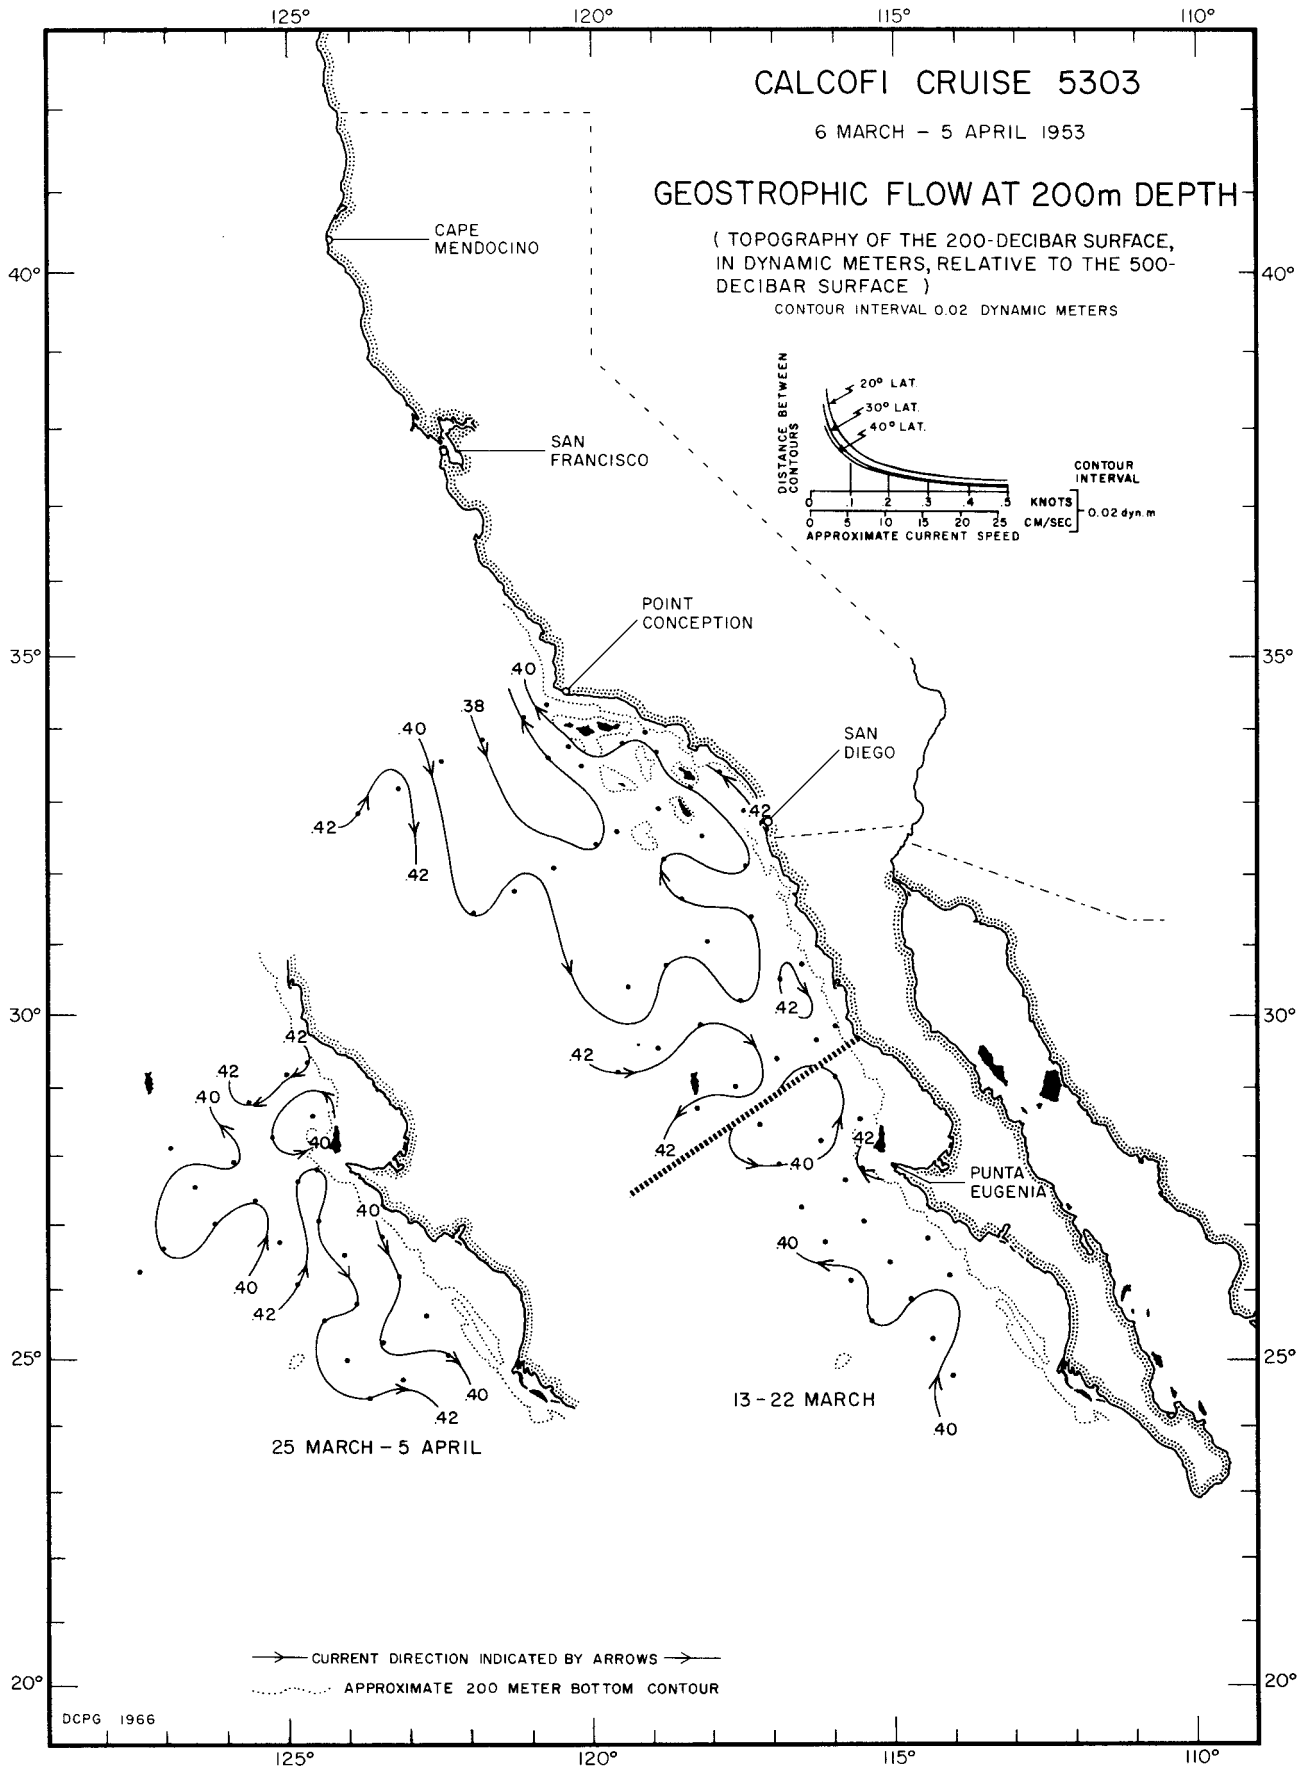 125° 120° 115° 110°
CALCOFI CRUISE 5303
6 MARCH – 5 APRIL 1953
GEOSTROPHIC FLOW AT 200m DEPTH
( TOPOGRAPHY OF THE 200-DECIBAR SURFACE,
IN DYNAMIC METERS, RELATIVE TO THE 500-
DECIBAR SURFACE )
CONTOUR INTERVAL 0.02 DYNAMIC METERS
CAPE
MENDOCINO
40° 40°
DISTANCE BETWEEN
CONTOURS
20° LAT.
30° LAT.
40° LAT.
CONTOUR
INTERVAL
0 .1 .2 .3 .4 .5 KNOTS
0 5 10 15 20 25 CM/SEC
0.02 dyn.m
APPROXIMATE CURRENT SPEED
SAN
FRANCISCO
POINT
CONCEPTION
35° 35°
.40
.38
.40
SAN
DIEGO
.42
.42
.42
.42
30° 30°
.42
.42
.42
.40
.42
.40
.42
.40
.42
PUNTA
EUGENIA
.40
.40
.40
.42
25° 25°
.40
.42
13–22 MARCH
.40
25 MARCH – 5 APRIL
CURRENT DIRECTION INDICATED BY ARROWS
APPROXIMATE 200 METER BOTTOM CONTOUR
20° 20°
DCPG 1966
125° 120° 115° 110°